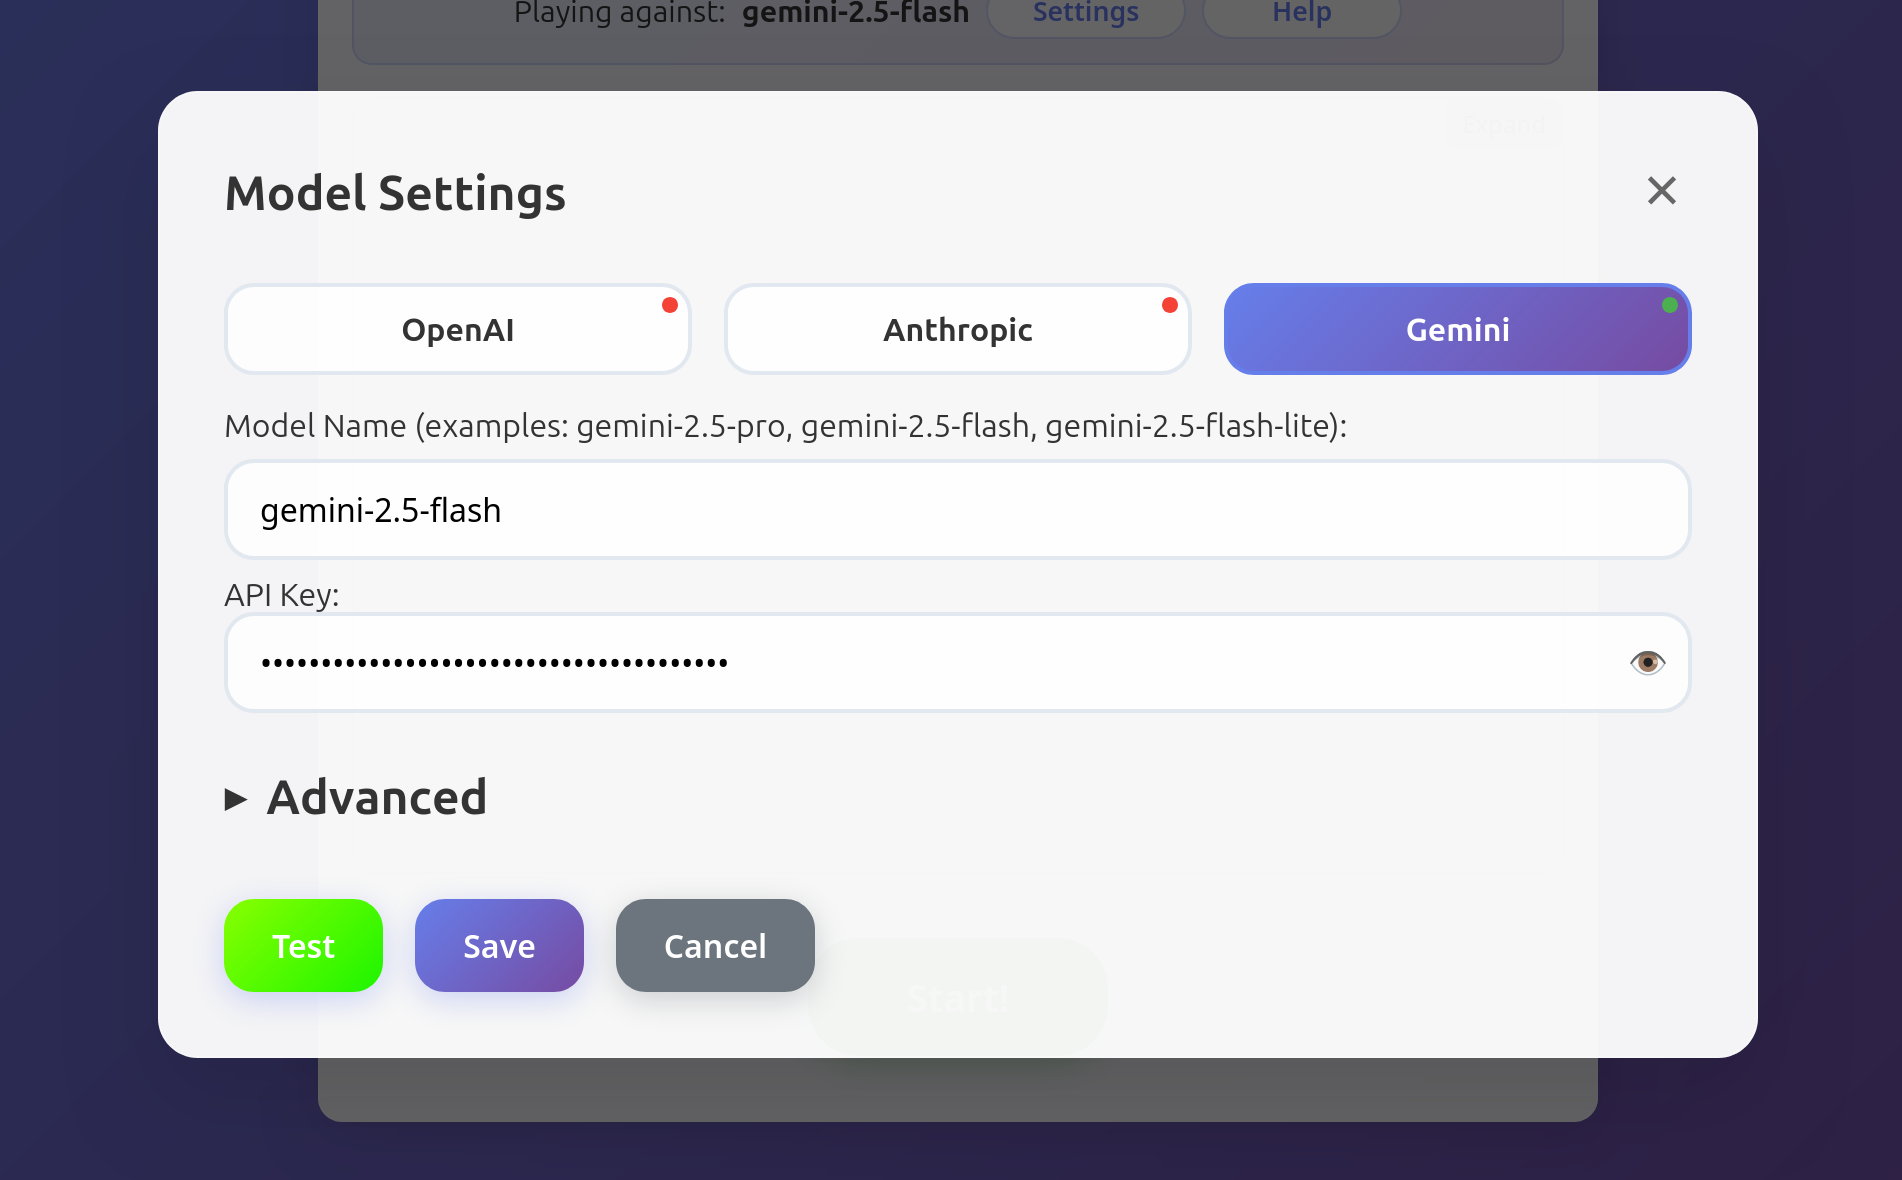 Playing against: gemini-2.5-flash Settings Help
Expand
Model Settings ✕
OpenAI Anthropic Gemini
Model Name (examples: gemini-2.5-pro, gemini-2.5-flash, gemini-2.5-flash-lite):
gemini-2.5-flash
API Key:
•••••••••••••••••••••••••••••••••••••••
▶ Advanced
Test Save Cancel
Start!